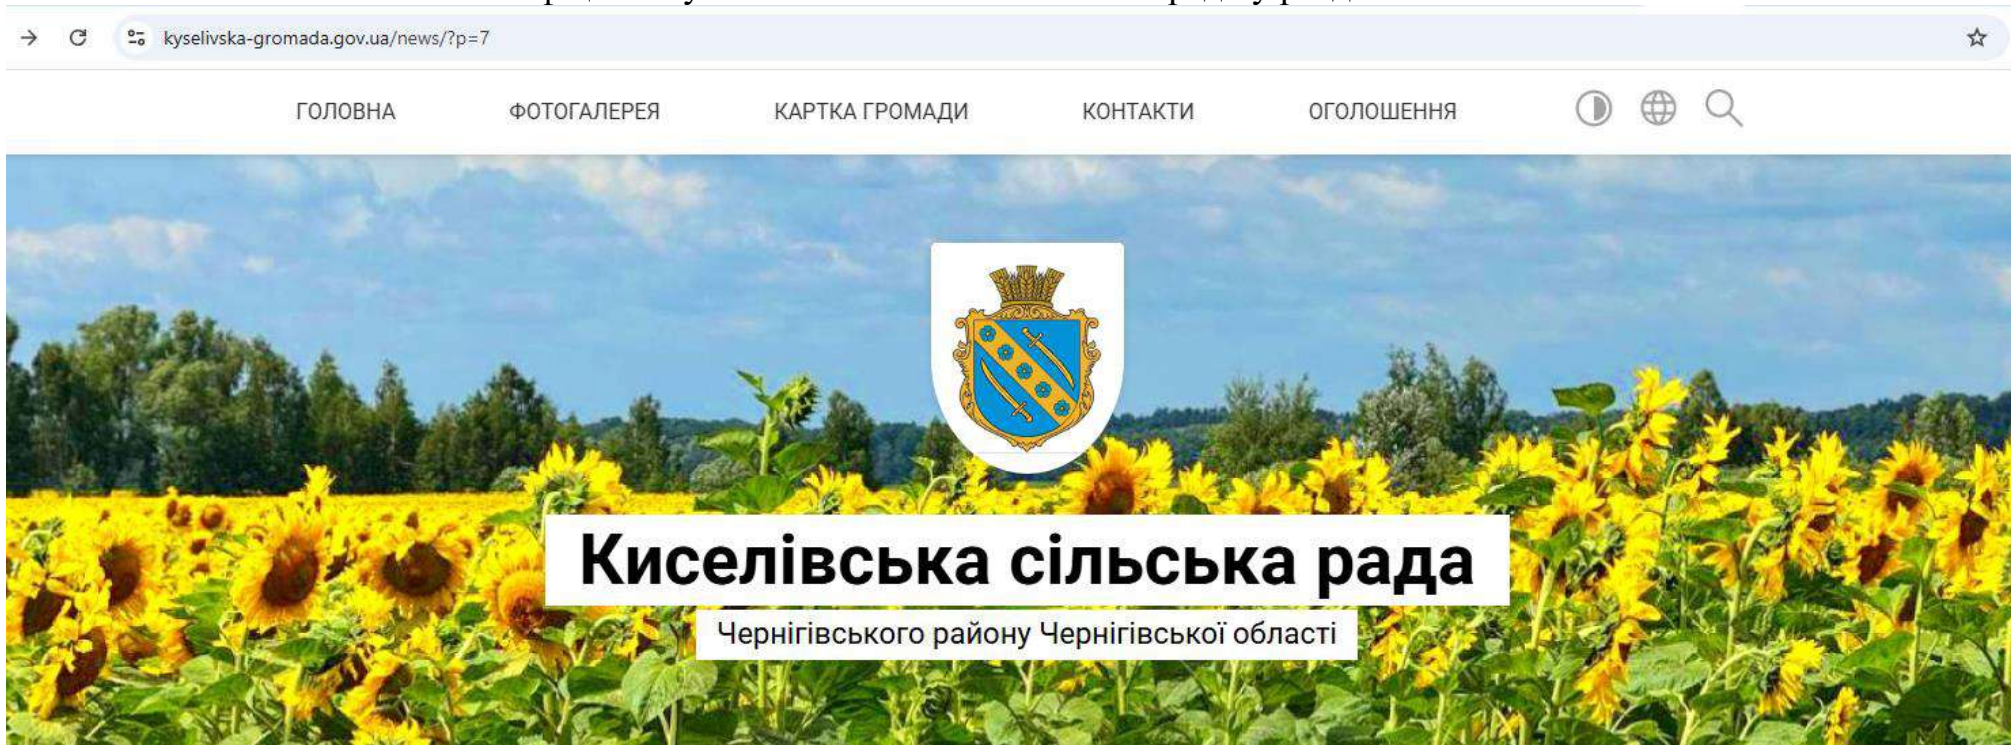 kyselivska-gromada.gov.ua/news/?p=7
ГОЛОВНА ФОТОГАЛЕРЕЯ КАРТКА ГРОМАДИ КОНТАКТИ ОГОЛОШЕННЯ
Киселівська сільська рада
Чернігівського району Чернігівської області